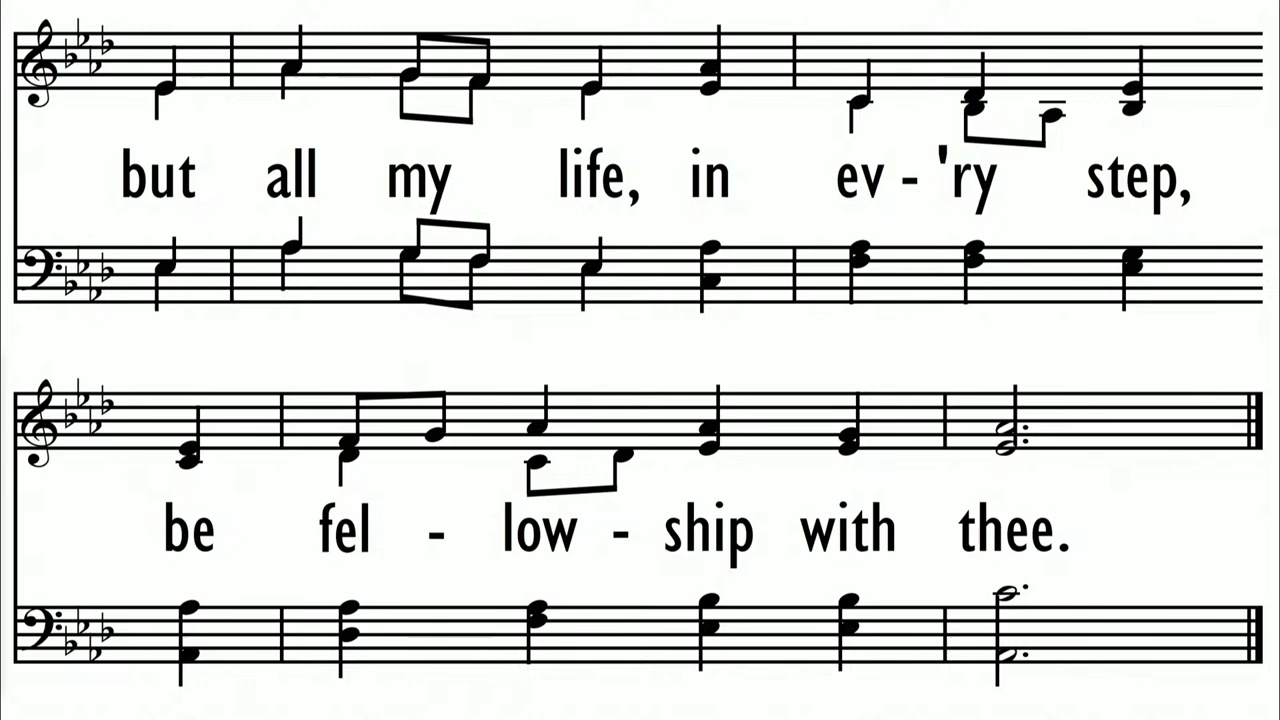 but all my life, in ev - 'ry step,
be fel - low - ship with thee.